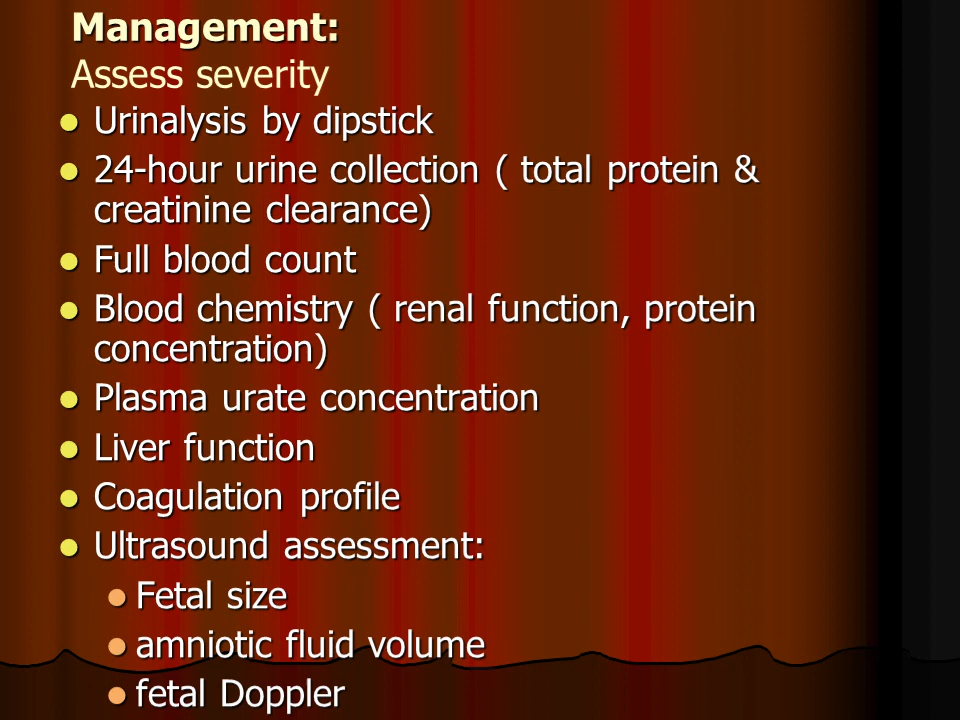 Management:
Assess severity
● Urinalysis by dipstick
● 24-hour urine collection ( total protein &
creatinine clearance)
● Full blood count
● Blood chemistry ( renal function, protein
concentration)
● Plasma urate concentration
● Liver function
● Coagulation profile
● Ultrasound assessment:
● Fetal size
● amniotic fluid volume
● fetal Doppler